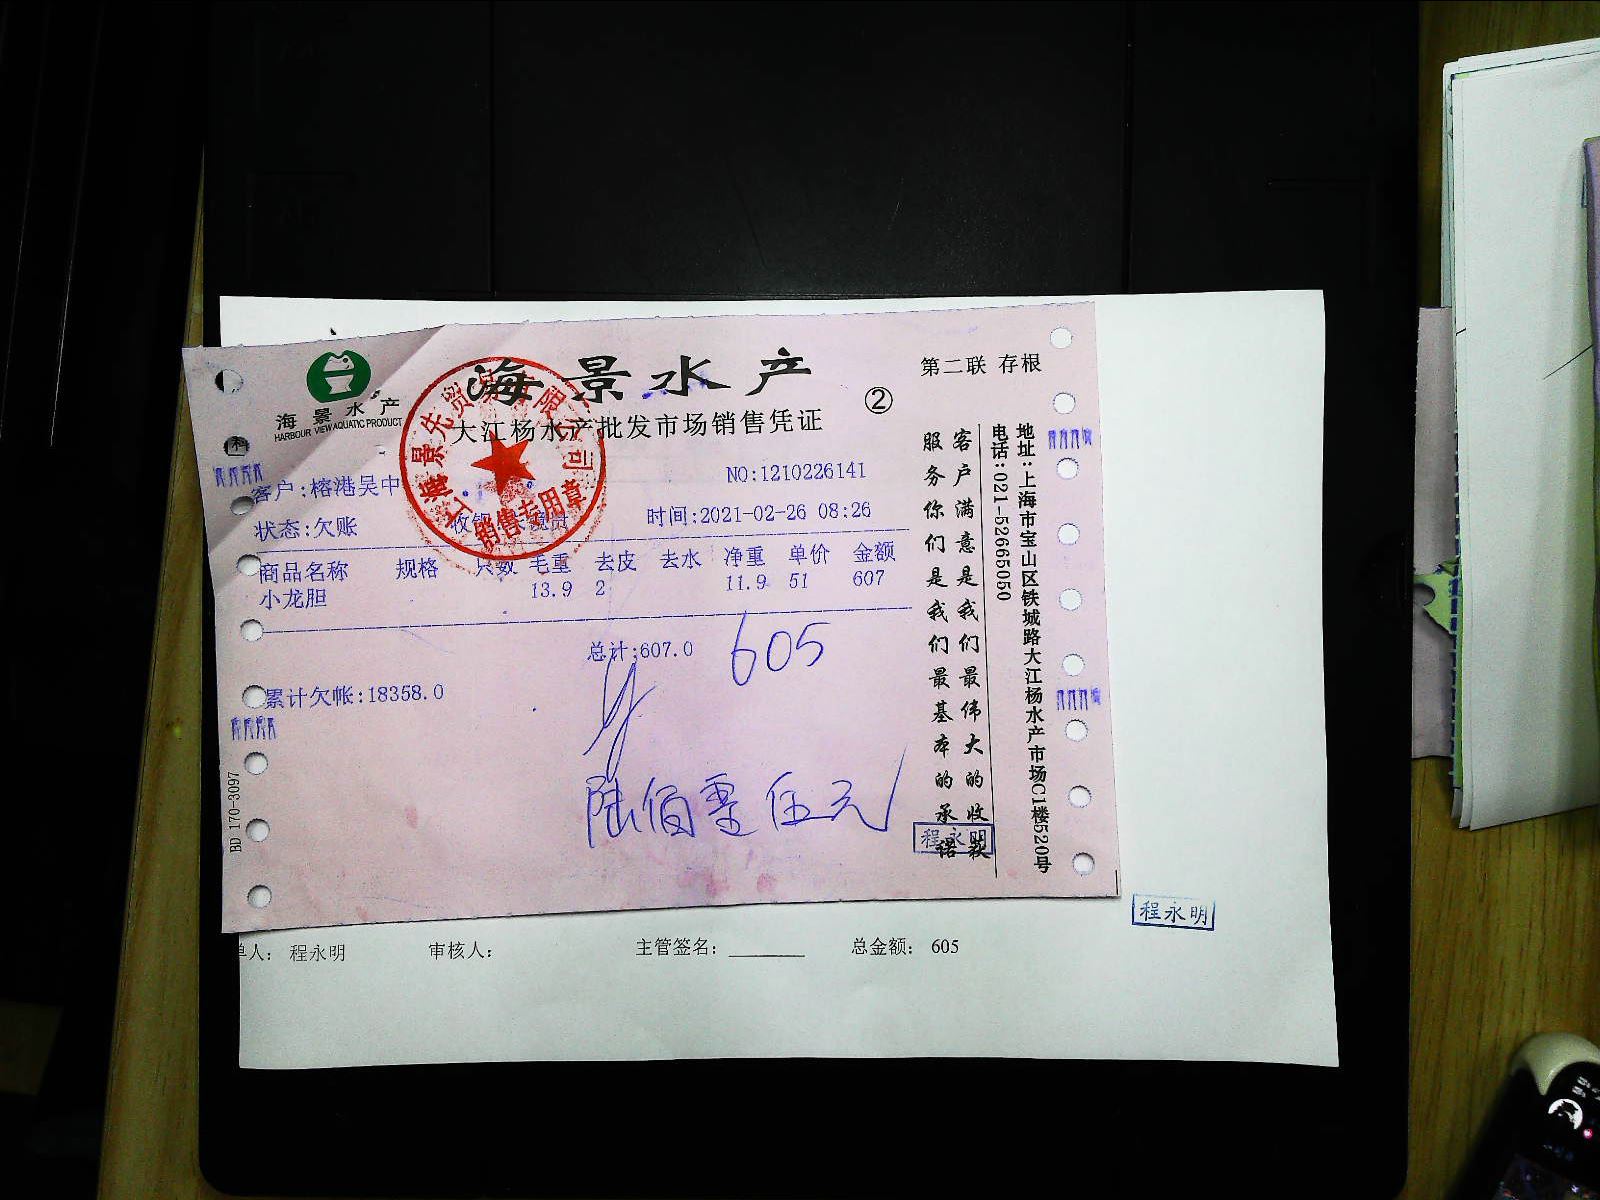 海景水产
HARBOUR VIEW AQUATIC PRODUCT
海景水产
大江杨水产批发市场销售凭证
②
第二联 存根
客户:榕港吴中
NO:1210226141
状态:欠账
时间:2021-02-26 08:26
商品名称 规格 只数 毛重 去皮 去水 净重 单价 金额
小龙胆 13.9 2 11.9 51 607
总计:607.0
605
累计欠帐:18358.0
陆佰零伍元
销售专用章
客户满意是我们最伟大的收获
服务你们是我们最基本的承诺
地址:上海市宝山区铁城路大江杨水产市场C1楼520号
电话:021-52665050
BD 170-3097
程永明
程永明
单人: 程永明 审核人: 主管签名: 总金额: 605